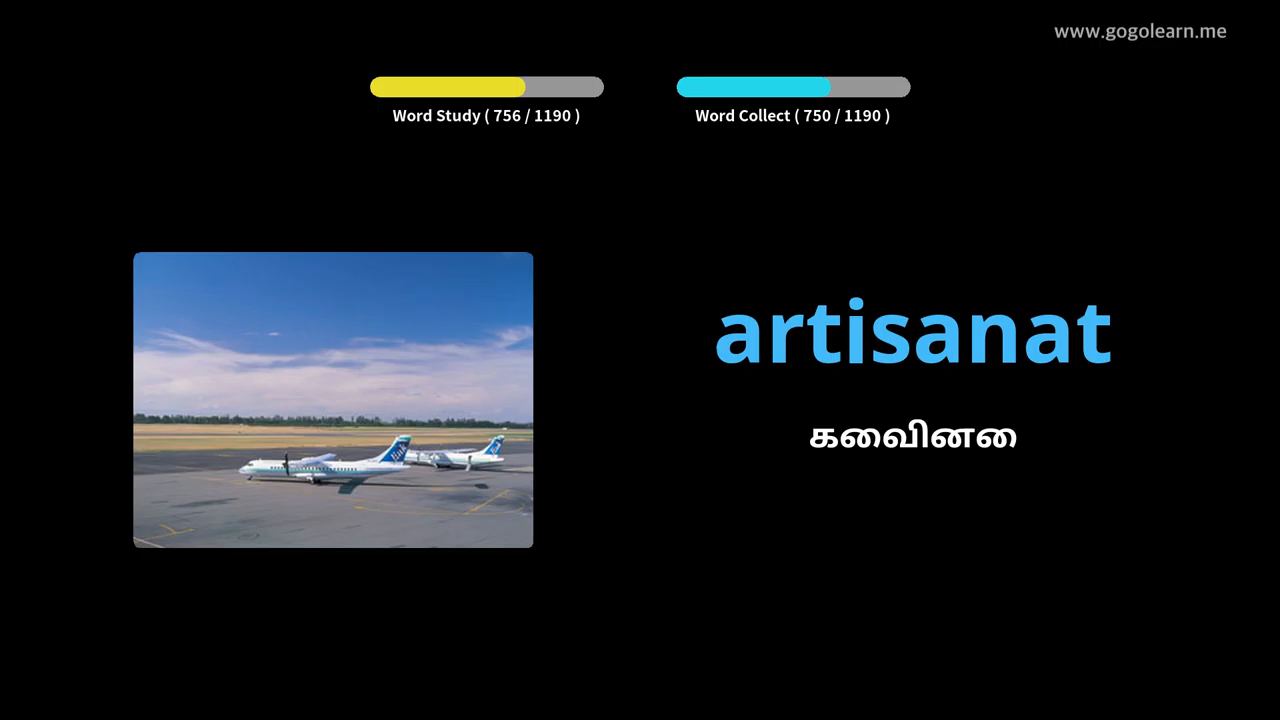 www.gogolearn.me
Word Study ( 756 / 1190 )
Word Collect ( 750 / 1190 )
artisanat
கைவினை